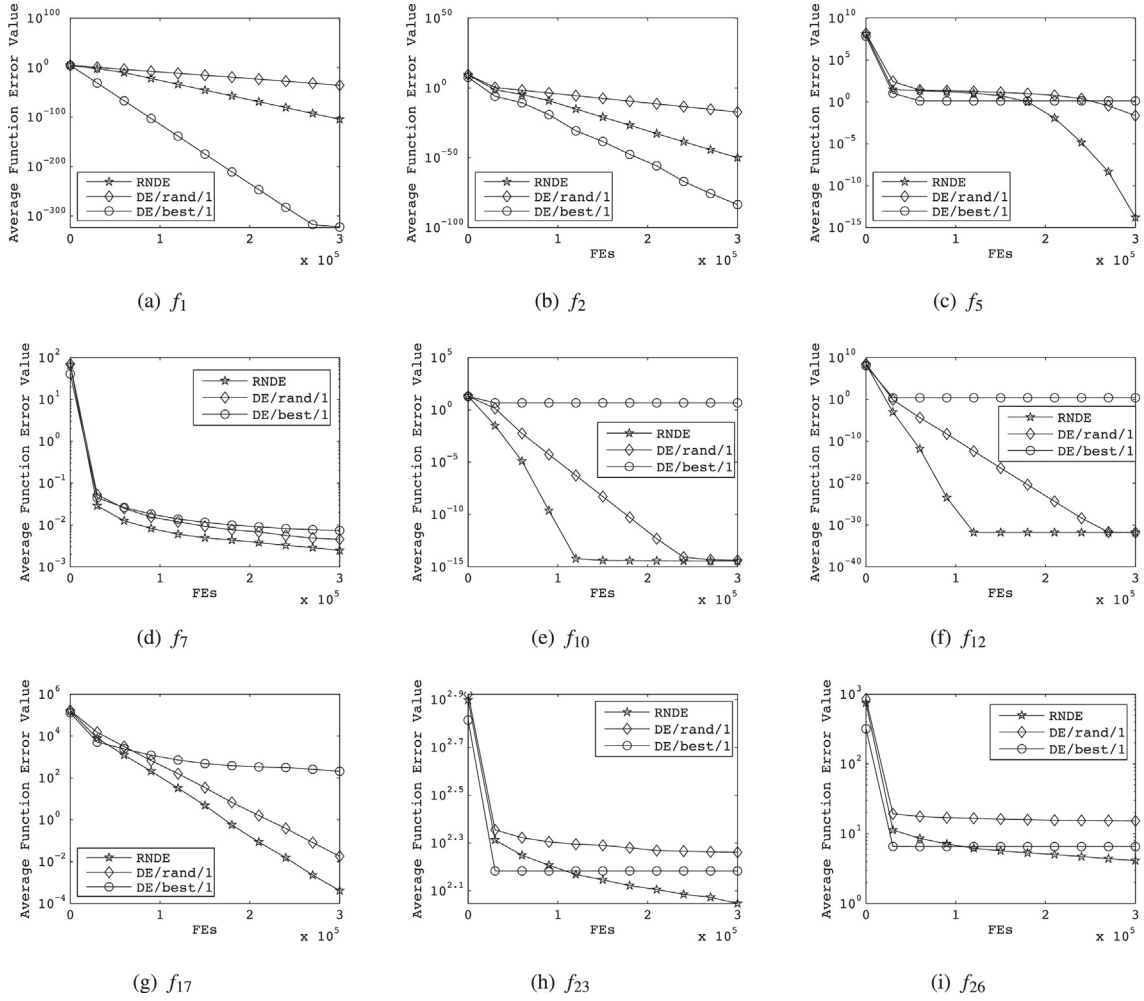 Average Function Error Value
10^100
10^0
10^-100
10^-200
10^-300
RNDE
DE/rand/1
DE/best/1
0 1 2 3
FEs
x 10^5
(a) f1
Average Function Error Value
10^50
10^0
10^-50
10^-100
RNDE
DE/rand/1
DE/best/1
0 1 2 3
FEs
x 10^5
(b) f2
Average Function Error Value
10^10
10^5
10^0
10^-5
10^-10
10^-15
RNDE
DE/rand/1
DE/best/1
0 1 2 3
FEs
x 10^5
(c) f5
Average Function Error Value
10^2
10^1
10^0
10^-1
10^-2
10^-3
RNDE
DE/rand/1
DE/best/1
0 1 2 3
FEs
x 10^5
(d) f7
Average Function Error Value
10^5
10^0
10^-5
10^-10
10^-15
RNDE
DE/rand/1
DE/best/1
0 1 2 3
FEs
x 10^5
(e) f10
Average Function Error Value
10^10
10^0
10^-10
10^-20
10^-30
10^-40
RNDE
DE/rand/1
DE/best/1
0 1 2 3
FEs
x 10^5
(f) f12
Average Function Error Value
10^6
10^4
10^2
10^0
10^-2
10^-4
RNDE
DE/rand/1
DE/best/1
0 1 2 3
FEs
x 10^5
(g) f17
Average Function Error Value
10^2.9
10^2.7
10^2.5
10^2.3
10^2.1
RNDE
DE/rand/1
DE/best/1
0 1 2 3
FEs
x 10^5
(h) f23
Average Function Error Value
10^3
10^2
10^1
10^0
RNDE
DE/rand/1
DE/best/1
0 1 2 3
FEs
x 10^5
(i) f26